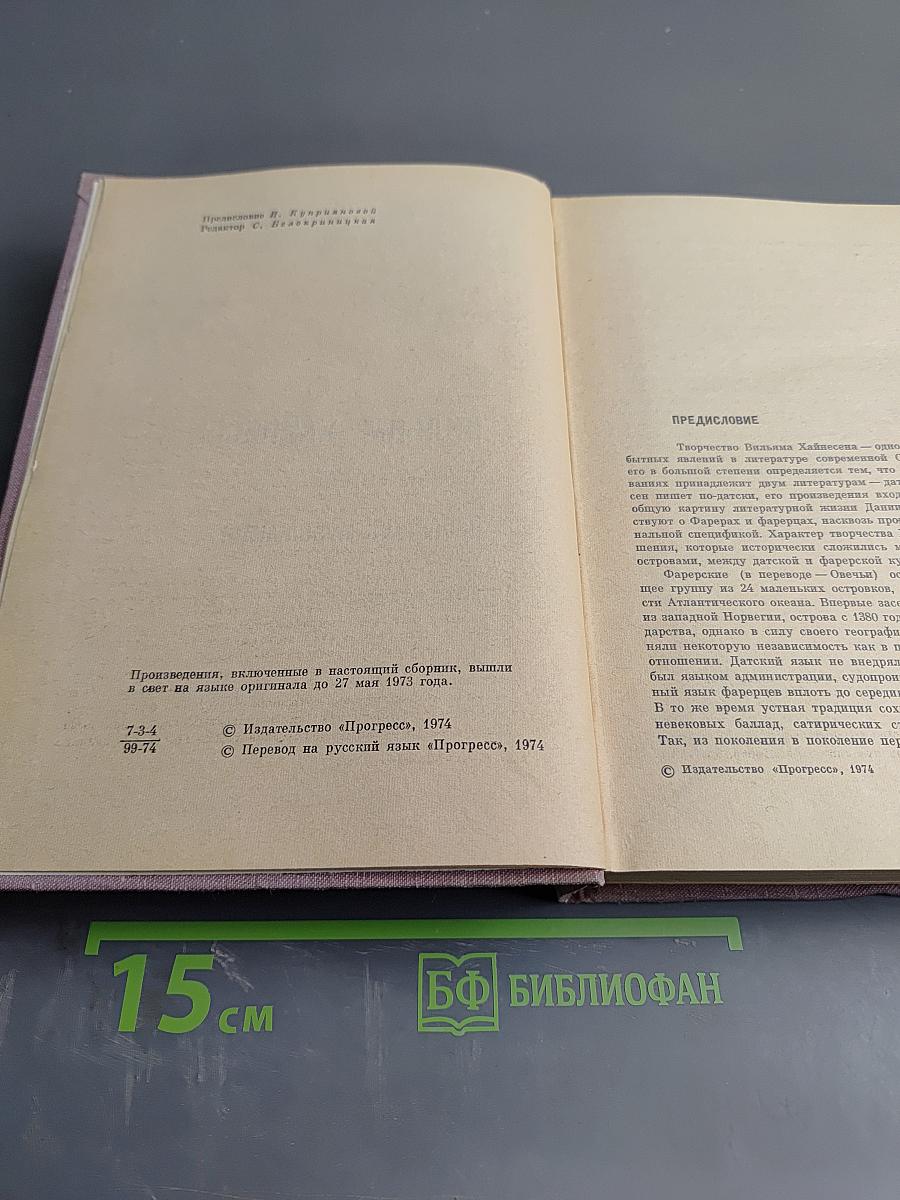 Предисловие И. Куприяновой
Редактор С. Белокриницкая
Произведения, включенные в настоящий сборник, вышли
в свет на языке оригинала до 27 мая 1973 года.
7-3-4
99-74
© Издательство «Прогресс», 1974
© Перевод на русский язык «Прогресс», 1974
ПРЕДИСЛОВИЕ
Творчество Вильяма Хайнесена — одно
бытных явлений в литературе современной С
его в большой степени определяется тем, что
ваниях принадлежит двум литературам — дат
сен пишет по-датски, его произведения вход
общую картину литературной жизни Дании
ствуют о Фарерах и фарерцах, насквозь про
нальной спецификой. Характер творчества
шения, которые исторически сложились м
островами, между датской и фарерской ку
Фарерские (в переводе — Овечьи) ос
щее группу из 24 маленьких островков,
сти Атлантического океана. Впервые засе
из западной Норвегии, острова с 1380 год
дарства, однако в силу своего географи
няли некоторую независимость как в п
отношении. Датский язык не внедрял
был языком администрации, судопрои
ный язык фарерцев вплоть до середи
В то же время устная традиция сох
невековых баллад, сатирических ст
Так, из поколения в поколение пер
© Издательство «Прогресс», 1974
15 см
БФ БИБЛИОФАН